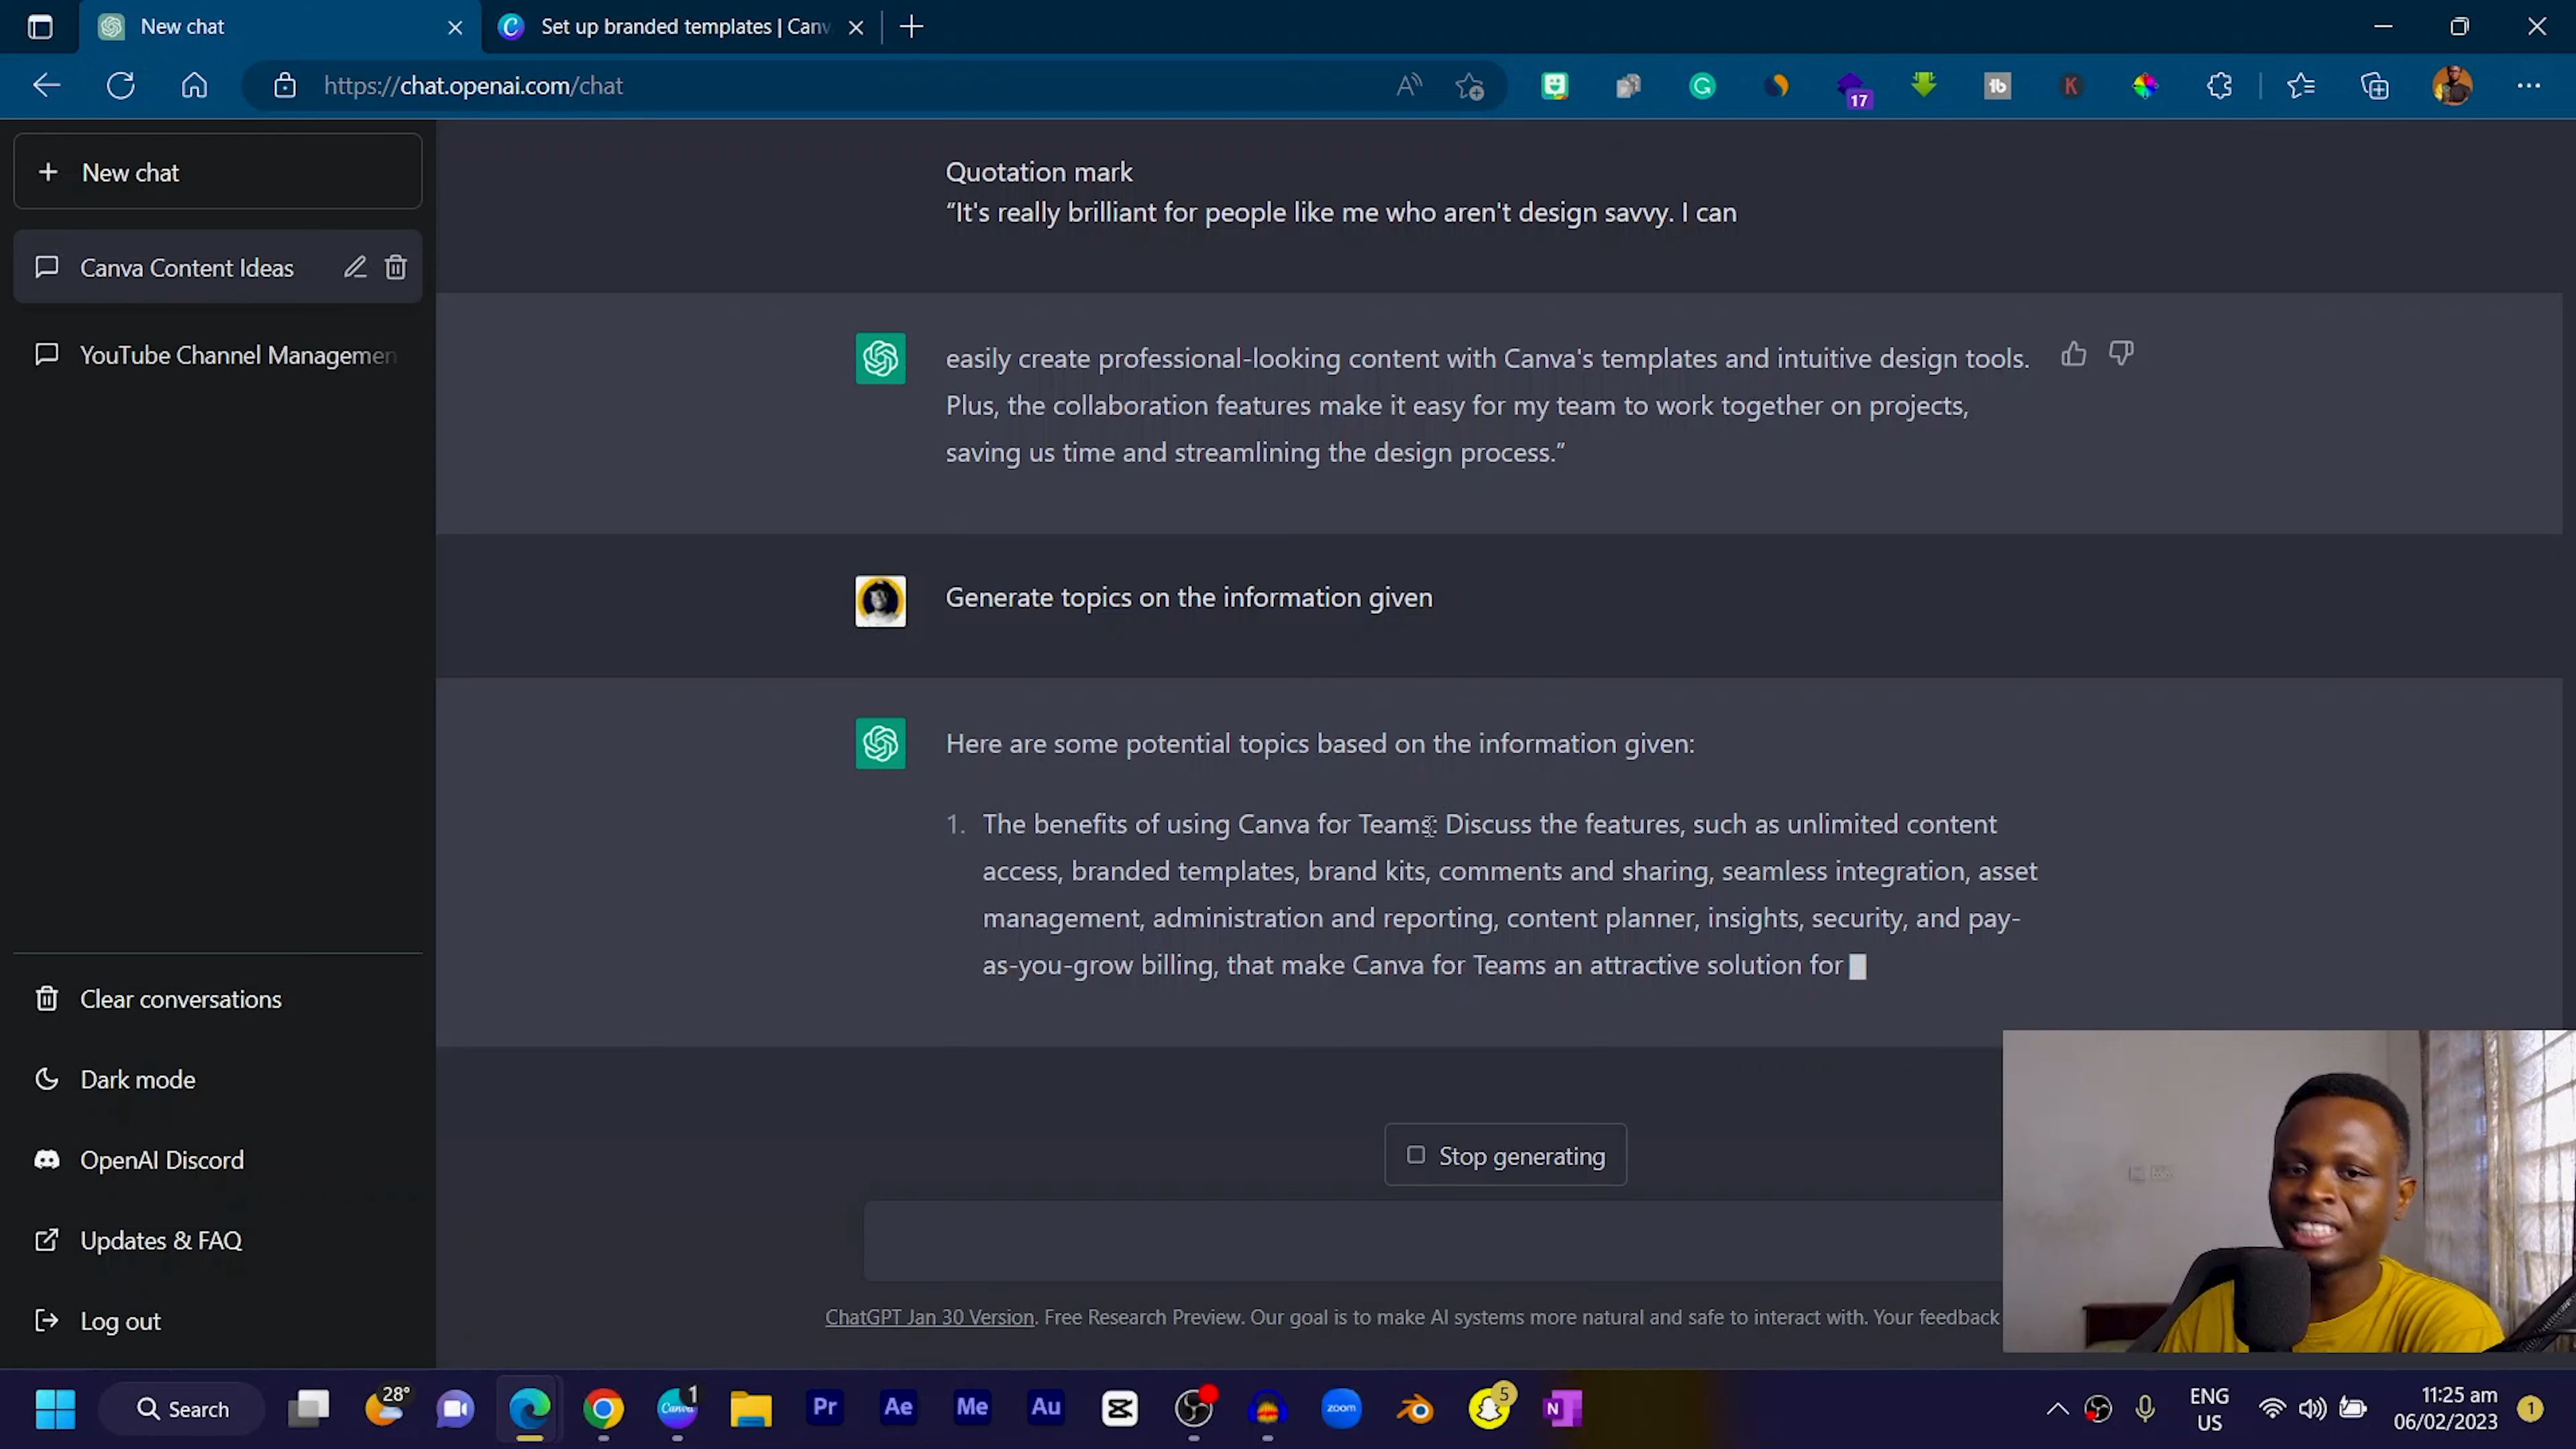 New chat
Set up branded templates | Canv
https://chat.openai.com/chat
17
New chat
Canva Content Ideas
YouTube Channel Managemen
Clear conversations
Dark mode
OpenAI Discord
Updates & FAQ
Log out
Quotation mark
“It's really brilliant for people like me who aren't design savvy. I can
easily create professional-looking content with Canva's templates and intuitive design tools.
Plus, the collaboration features make it easy for my team to work together on projects,
saving us time and streamlining the design process.”
Generate topics on the information given
Here are some potential topics based on the information given:
1. The benefits of using Canva for Teams: Discuss the features, such as unlimited content
access, branded templates, brand kits, comments and sharing, seamless integration, asset
management, administration and reporting, content planner, insights, security, and pay-
as-you-grow billing, that make Canva for Teams an attractive solution for
Stop generating
ChatGPT Jan 30 Version. Free Research Preview. Our goal is to make AI systems more natural and safe to interact with. Your feedback
Search
28°
Canva
1
Pr
Ae
Me
Au
zoom
5
N
ENG
US
11:25 am
06/02/2023
1